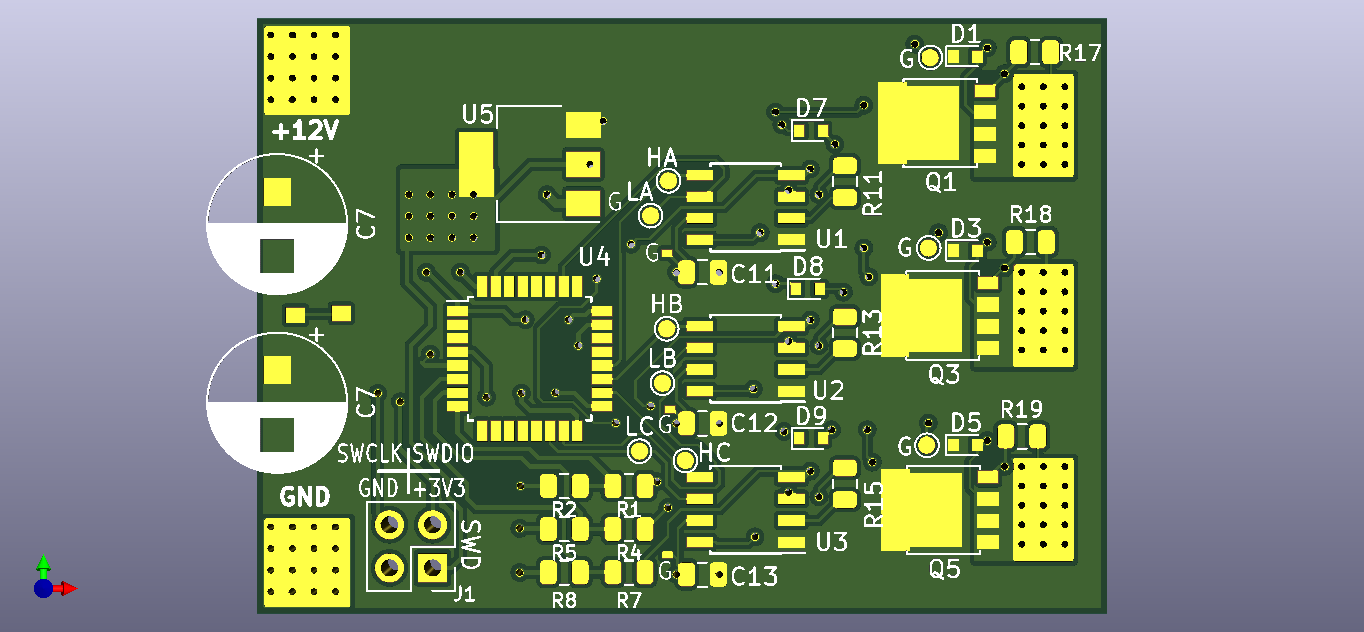 D1
G
R17
+12V
U5
D7
+
HA
LA
G
Q1
R11
R18
C7
U1
D3
G
G
U4
C11
D8
HB
R13
+
LB
Q3
U2
C7
R19
D9
D5
G
C12
LC
G
HC
SWCLK
SWDIO
GND
+3V3
GND
R2
R1
R15
SWD
R5
R4
U3
G
C13
Q5
J1
R8
R7